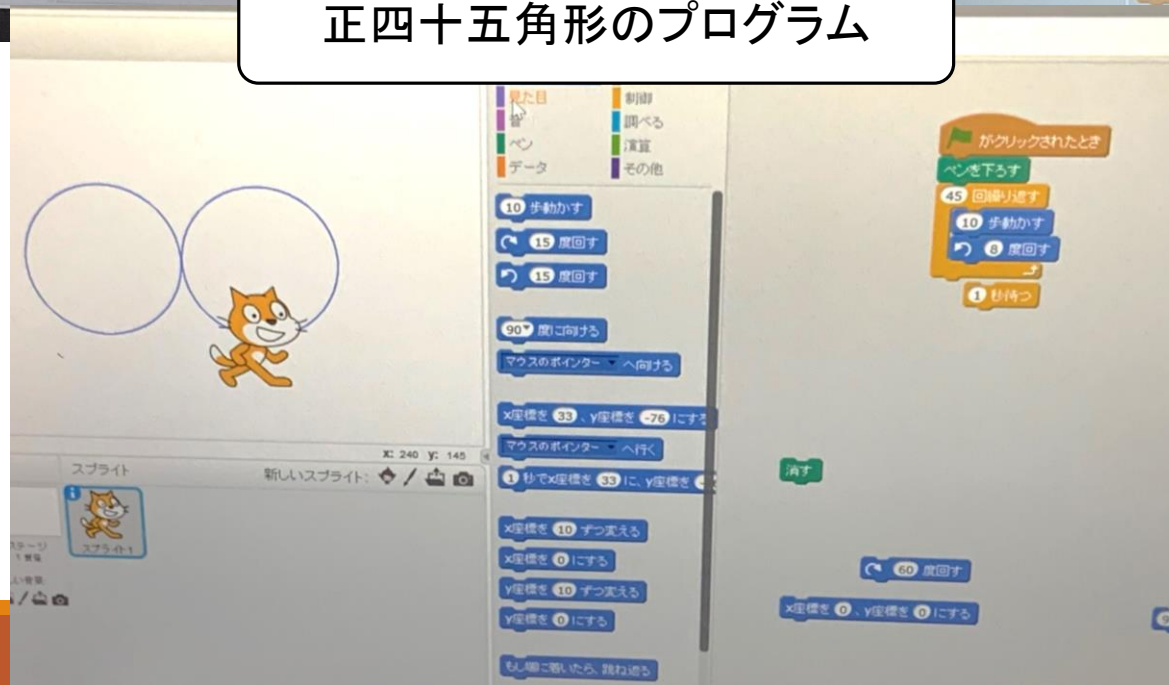 正四十五角形のプログラム
見た目
制御
音
調べる
ペン
演算
データ
その他
10 歩動かす
15 度回す
15 度回す
90 度に向ける
マウスのポインター へ向ける
x座標を 33 、y座標を -76 にする
マウスのポインター へ行く
1 秒でx座標を 33 に、y座標を
x座標を 10 ずつ変える
x座標を 0 にする
y座標を 10 ずつ変える
y座標を 0 にする
もし端に着いたら、跳ね返る
がクリックされたとき
ペンを下ろす
45 回繰り返す
10 歩動かす
8 度回す
1 秒待つ
消す
60 度回す
x座標を 0 、y座標を 0 にする
X: 240 y: 145
スプライト
新しいスプライト:
スプライト1
ステージ
1 背景